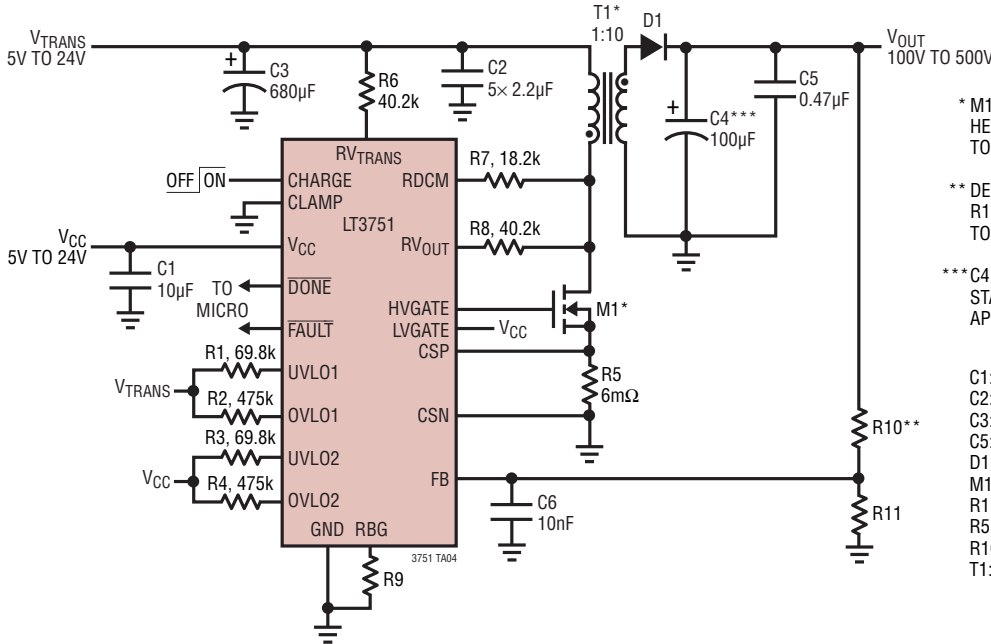 T1*
1:10
D1
VTRANS
5V TO 24V
VOUT
100V TO 500V
+
C3
680µF
R6
40.2k
C2
5× 2.2µF
+
C4***
100µF
C5
0.47µF
RVTRANS
OFF ON
CHARGE
RDCM
R7, 18.2k
CLAMP
LT3751
VCC
5V TO 24V
VCC
RVOUT
R8, 40.2k
C1
10µF
TO
MICRO
DONE
FAULT
HVGATE
M1*
LVGATE
VCC
CSP
R1, 69.8k
UVLO1
VTRANS
R2, 475k
OVLO1
R5
6mΩ
CSN
R3, 69.8k
UVLO2
VCC
R4, 475k
OVLO2
FB
R10**
C6
10nF
R11
GND RBG
3751 TA04
R9
* M1
HE
TO
** DE
R1
TO
***C4
STA
AP
C1:
C2:
C3:
C5:
D1
M1
R1
R5
R10
T1: